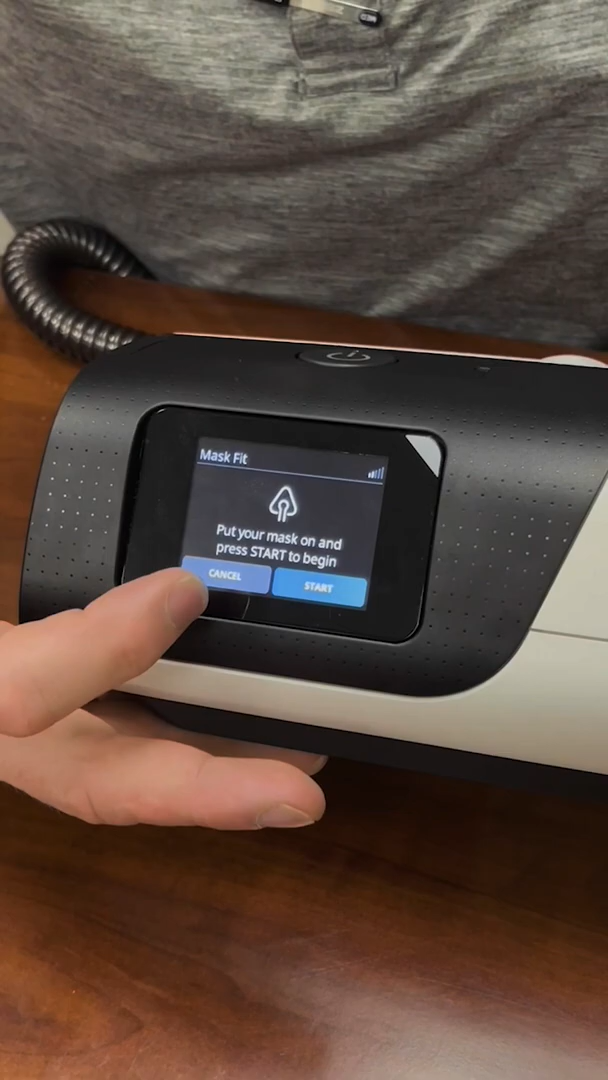 Mask Fit
Put your mask on and
press START to begin
CANCEL
START